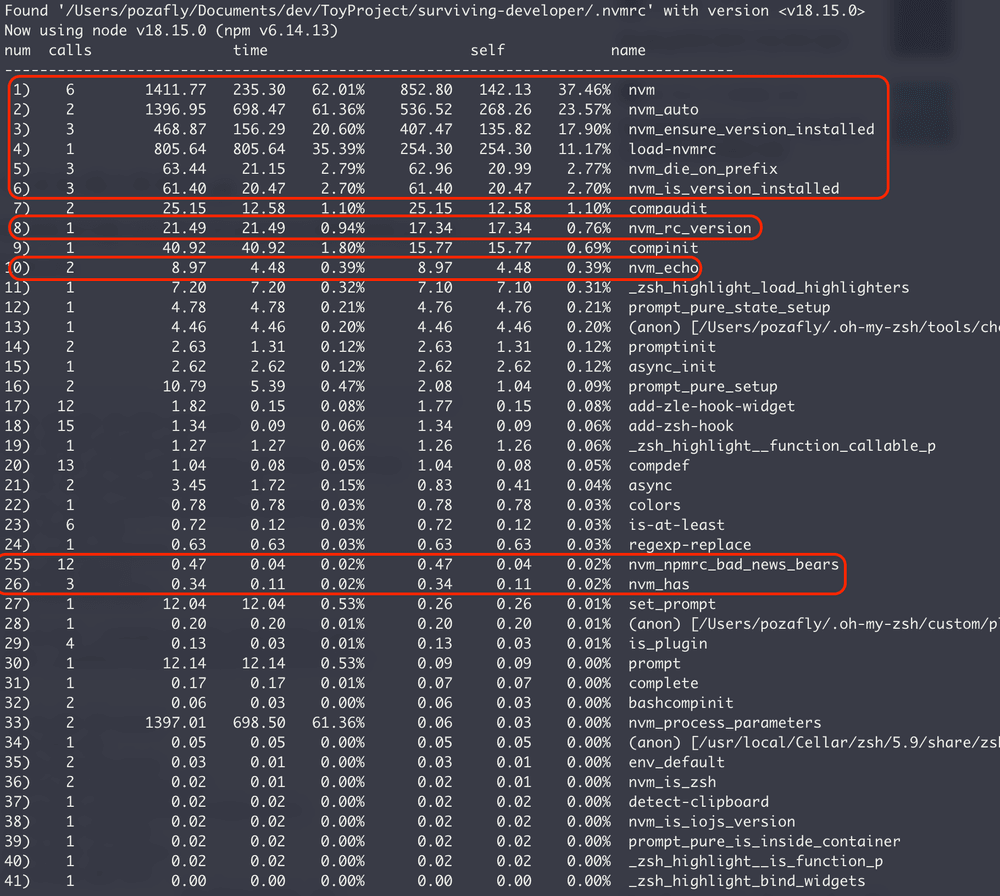 Found '/Users/pozafly/Documents/dev/ToyProject/surviving-developer/.nvmrc' with version <v18.15.0>
Now using node v18.15.0 (npm v6.14.13)
num  calls                time                       self            name
-----------------------------------------------------------------------------------
 1)    6        1411.77   235.30   62.01%    852.80   142.13   37.46%  nvm
 2)    2        1396.95   698.47   61.36%    536.52   268.26   23.57%  nvm_auto
 3)    3         468.87   156.29   20.60%    407.47   135.82   17.90%  nvm_ensure_version_installed
 4)    1         805.64   805.64   35.39%    254.30   254.30   11.17%  load-nvmrc
 5)    3          63.44    21.15    2.79%     62.96    20.99    2.77%  nvm_die_on_prefix
 6)    3          61.40    20.47    2.70%     61.40    20.47    2.70%  nvm_is_version_installed
 7)    2          25.15    12.58    1.10%     25.15    12.58    1.10%  compaudit
 8)    1          21.49    21.49    0.94%     17.34    17.34    0.76%  nvm_rc_version
 9)    1          40.92    40.92    1.80%     15.77    15.77    0.69%  compinit
10)    2           8.97     4.48    0.39%      8.97     4.48    0.39%  nvm_echo
11)    1           7.20     7.20    0.32%      7.10     7.10    0.31%  _zsh_highlight_load_highlighters
12)    1           4.78     4.78    0.21%      4.76     4.76    0.21%  prompt_pure_state_setup
13)    1           4.46     4.46    0.20%      4.46     4.46    0.20%  (anon) [/Users/pozafly/.oh-my-zsh/tools/che
14)    2           2.63     1.31    0.12%      2.63     1.31    0.12%  promptinit
15)    1           2.62     2.62    0.12%      2.62     2.62    0.12%  async_init
16)    2          10.79     5.39    0.47%      2.08     1.04    0.09%  prompt_pure_setup
17)   12           1.82     0.15    0.08%      1.77     0.15    0.08%  add-zle-hook-widget
18)   15           1.34     0.09    0.06%      1.34     0.09    0.06%  add-zsh-hook
19)    1           1.27     1.27    0.06%      1.26     1.26    0.06%  _zsh_highlight__function_callable_p
20)   13           1.04     0.08    0.05%      1.04     0.08    0.05%  compdef
21)    2           3.45     1.72    0.15%      0.83     0.41    0.04%  async
22)    1           0.78     0.78    0.03%      0.78     0.78    0.03%  colors
23)    6           0.72     0.12    0.03%      0.72     0.12    0.03%  is-at-least
24)    1           0.63     0.63    0.03%      0.63     0.63    0.03%  regexp-replace
25)   12           0.47     0.04    0.02%      0.47     0.04    0.02%  nvm_npmrc_bad_news_bears
26)    3           0.34     0.11    0.02%      0.34     0.11    0.02%  nvm_has
27)    1          12.04    12.04    0.53%      0.26     0.26    0.01%  set_prompt
28)    1           0.20     0.20    0.01%      0.20     0.20    0.01%  (anon) [/Users/pozafly/.oh-my-zsh/custom/pl
29)    4           0.13     0.03    0.01%      0.13     0.03    0.01%  is_plugin
30)    1          12.14    12.14    0.53%      0.09     0.09    0.00%  prompt
31)    1           0.17     0.17    0.01%      0.07     0.07    0.00%  complete
32)    2           0.06     0.03    0.00%      0.06     0.03    0.00%  bashcompinit
33)    2        1397.01   698.50   61.36%      0.06     0.03    0.00%  nvm_process_parameters
34)    1           0.05     0.05    0.00%      0.05     0.05    0.00%  (anon) [/usr/local/Cellar/zsh/5.9/share/zsh
35)    2           0.03     0.01    0.00%      0.03     0.01    0.00%  env_default
36)    2           0.02     0.01    0.00%      0.02     0.01    0.00%  nvm_is_zsh
37)    1           0.02     0.02    0.00%      0.02     0.02    0.00%  detect-clipboard
38)    1           0.02     0.02    0.00%      0.02     0.02    0.00%  nvm_is_iojs_version
39)    1           0.02     0.02    0.00%      0.02     0.02    0.00%  prompt_pure_is_inside_container
40)    1           0.02     0.02    0.00%      0.02     0.02    0.00%  _zsh_highlight__is_function_p
41)    1           0.00     0.00    0.00%      0.00     0.00    0.00%  _zsh_highlight_bind_widgets